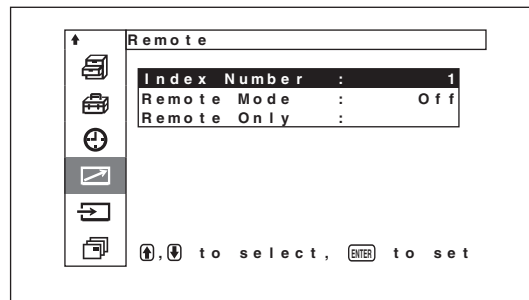 Remote
Index Number : 1
Remote Mode : Off
Remote Only :
, to select, ENTER to set